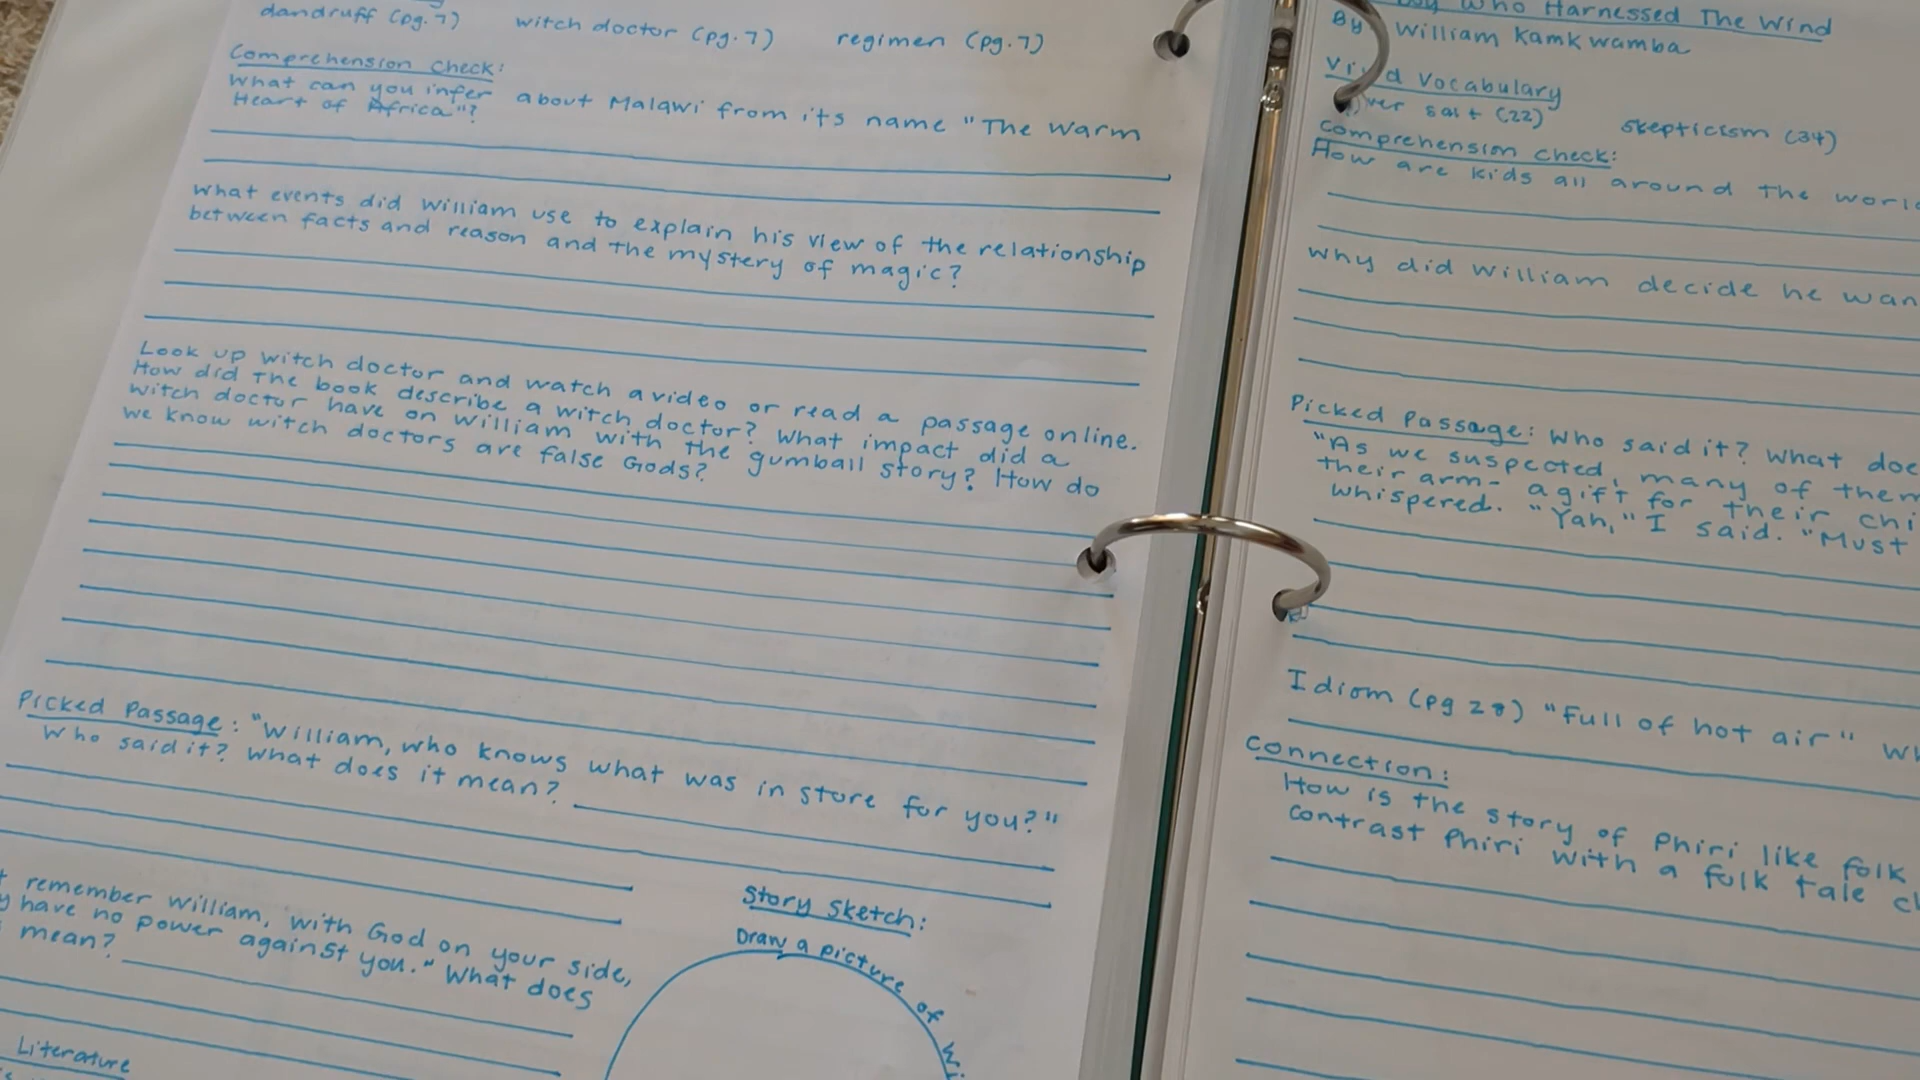 dandruff (pg. 7) witch doctor (pg. 7) regimen (pg. 7)
Comprehension Check:
What can you infer about Malawi from its name "The Warm
Heart of Africa"?
What events did William use to explain his view of the relationship
between facts and reason and the mystery of magic?
Look up witch doctor and watch a video or read a passage online.
How did the book describe a witch doctor? What impact did a
witch doctor have on William with the gumball story? How do
we know witch doctors are false Gods?
Picked Passage: "William, who knows what was in store for you?"
Who said it? What does it mean?
remember William, with God on your side,
have no power against you." What does
mean?
Story Sketch:
Draw a picture of
Literature
Who Harnessed The Wind
By William Kamkwamba
Vivid Vocabulary
salt (22) skepticism (34)
Comprehension Check:
How are kids all around the world
Why did William decide he wan
Picked Passage: Who said it? What doe
"As we suspected, many of them
their arm- a gift for their chi
whispered. "Yah," I said. "Must
Idiom (pg 28) "Full of hot air" Wh
Connection:
How is the story of Phiri like folk
contrast Phiri with a folk tale ch